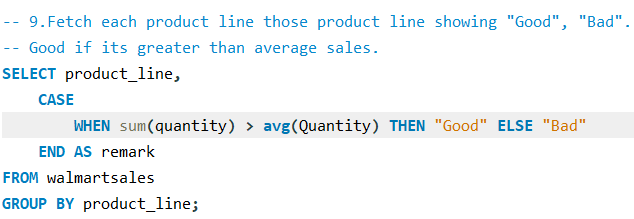 -- 9.Fetch each product line those product line showing "Good", "Bad".
-- Good if its greater than average sales.
SELECT product_line,
CASE
WHEN sum(quantity) > avg(Quantity) THEN "Good" ELSE "Bad"
END AS remark
FROM walmartsales
GROUP BY product_line;